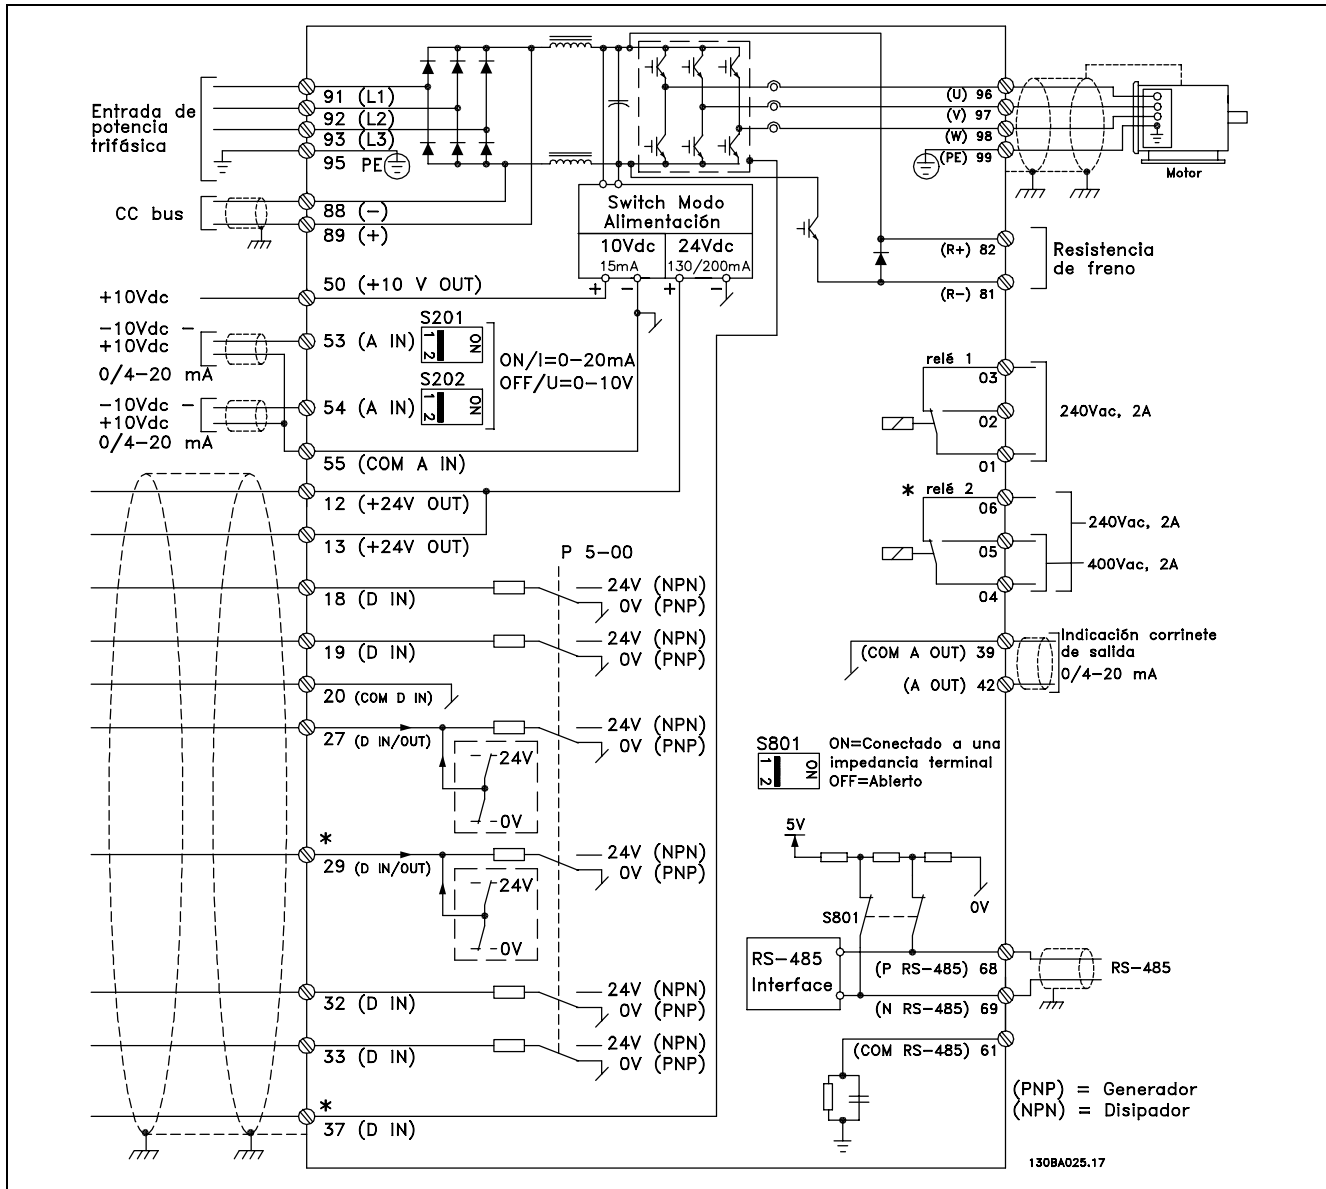 Entrada de
potencia
trifásica
91 (L1)
92 (L2)
93 (L3)
95 PE
CC bus
88 (−)
89 (+)
+10Vdc
50 (+10 V OUT)
−10Vdc −
+10Vdc
0/4−20 mA
53 (A IN)
S201
1 2
ON
ON/I=0−20mA
OFF/U=0−10V
S202
1 2
ON
−10Vdc −
+10Vdc
0/4−20 mA
54 (A IN)
55 (COM A IN)
12 (+24V OUT)
13 (+24V OUT)
P 5-00
18 (D IN)
24V (NPN)
0V (PNP)
19 (D IN)
24V (NPN)
0V (PNP)
20 (COM D IN)
27 (D IN/OUT)
24V (NPN)
0V (PNP)
24V
0V
*
29 (D IN/OUT)
24V (NPN)
0V (PNP)
24V
0V
32 (D IN)
24V (NPN)
0V (PNP)
33 (D IN)
24V (NPN)
0V (PNP)
*
37 (D IN)
Switch Modo
Alimentación
10Vdc
15mA
24Vdc
130/200mA
+ − + −
(U) 96
(V) 97
(W) 98
(PE) 99
Motor
(R+) 82
(R−) 81
Resistencia
de freno
relé 1
03
02
01
240Vac, 2A
* relé 2
06
05
04
240Vac, 2A
400Vac, 2A
(COM A OUT) 39
(A OUT) 42
Indicación corrinete
de salida
0/4−20 mA
S801
1 2
ON
ON=Conectado a una
impedancia terminal
OFF=Abierto
5V
0V
S801
RS−485
Interface
(P RS−485) 68
(N RS−485) 69
RS−485
(COM RS−485) 61
(PNP) = Generador
(NPN) = Disipador
130BA025.17